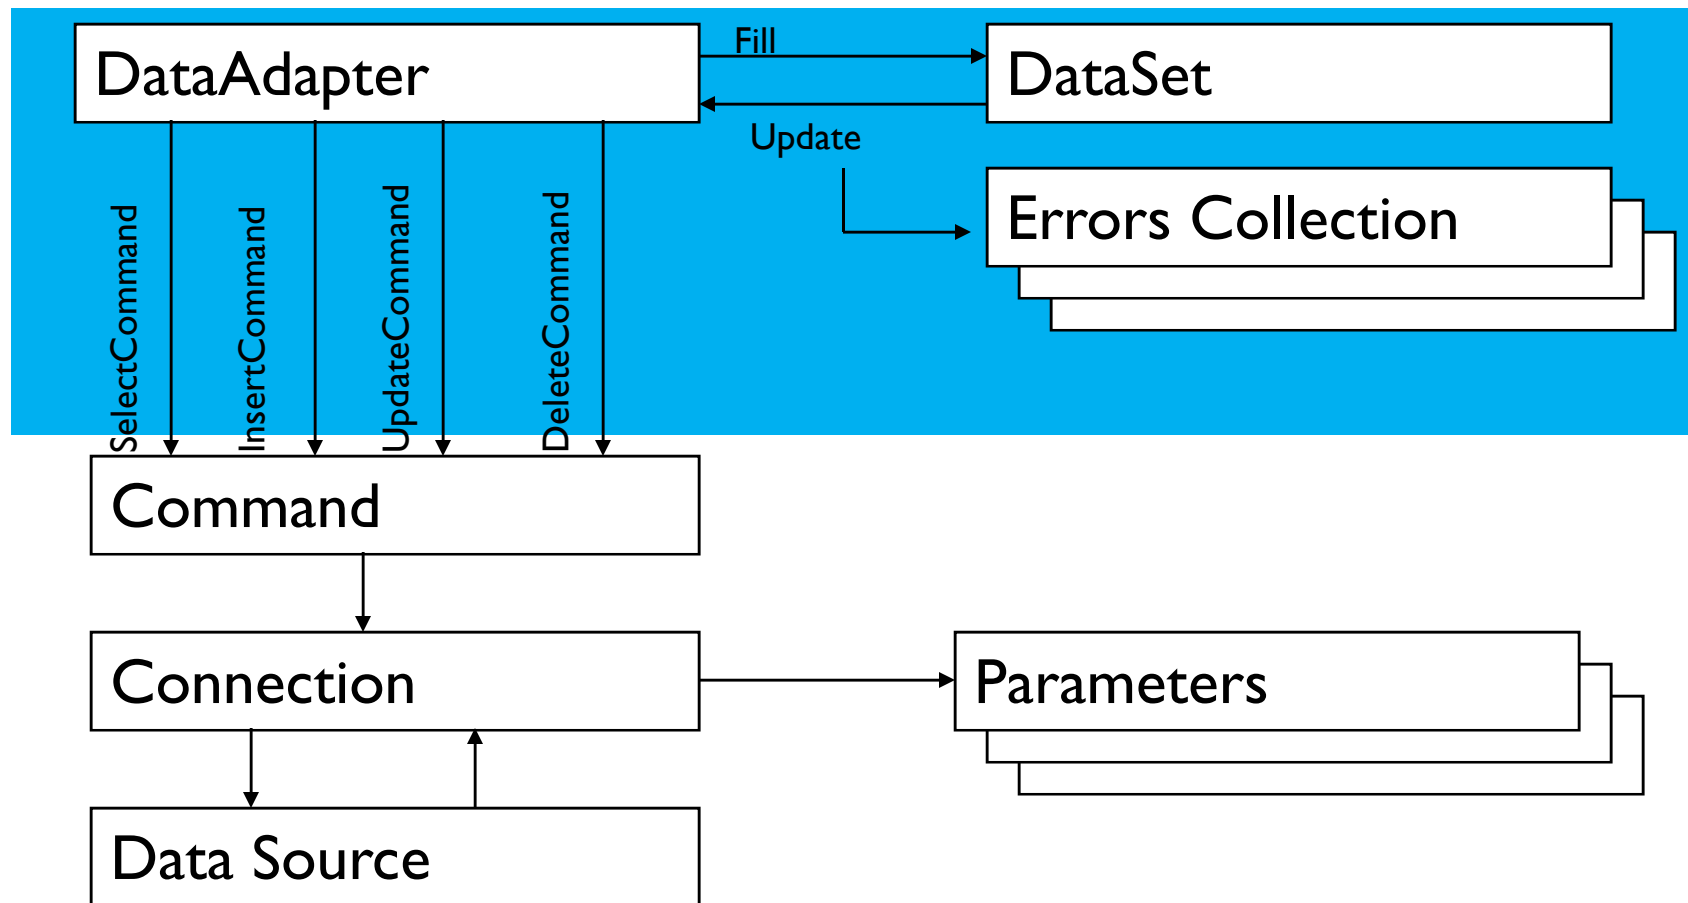 Fill
DataAdapter
DataSet
Update
Errors Collection
SelectCommand
InsertCommand
UpdateCommand
DeleteCommand
Command
Connection
Parameters
Data Source